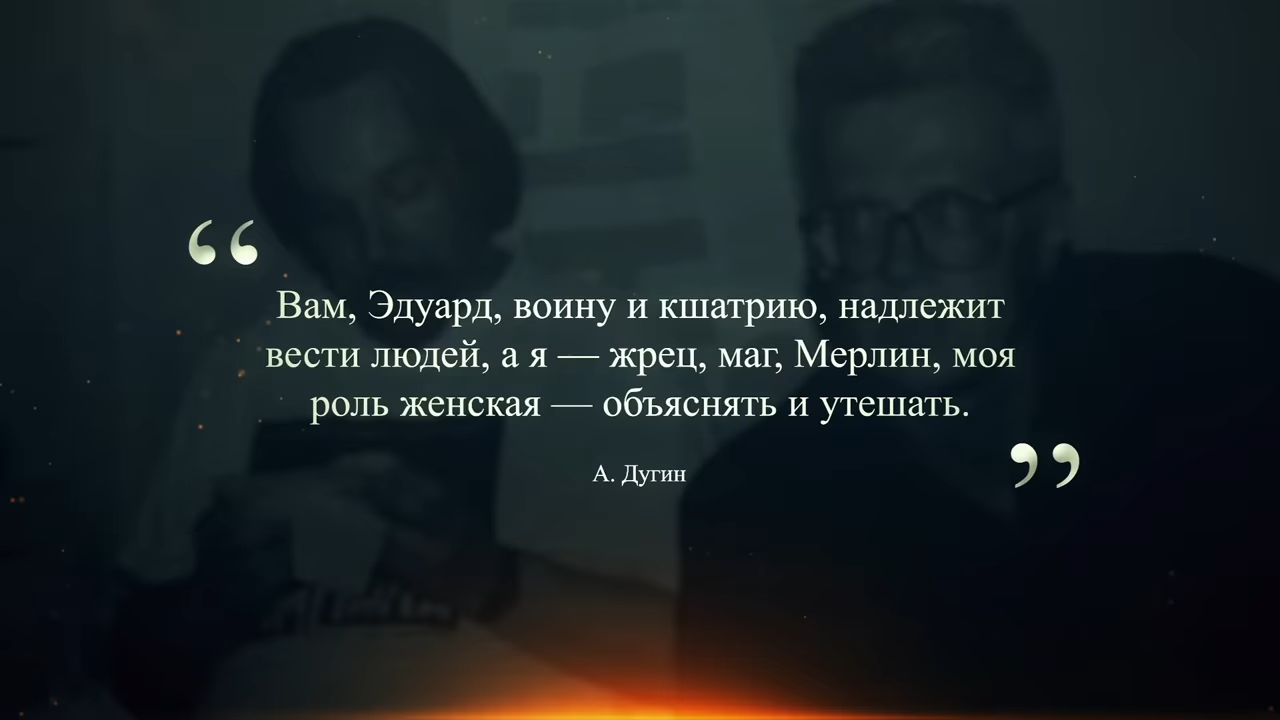 “
Вам, Эдуард, воину и кшатрию, надлежит
вести людей, а я — жрец, маг, Мерлин, моя
роль женская — объяснять и утешать.
”
А. Дугин